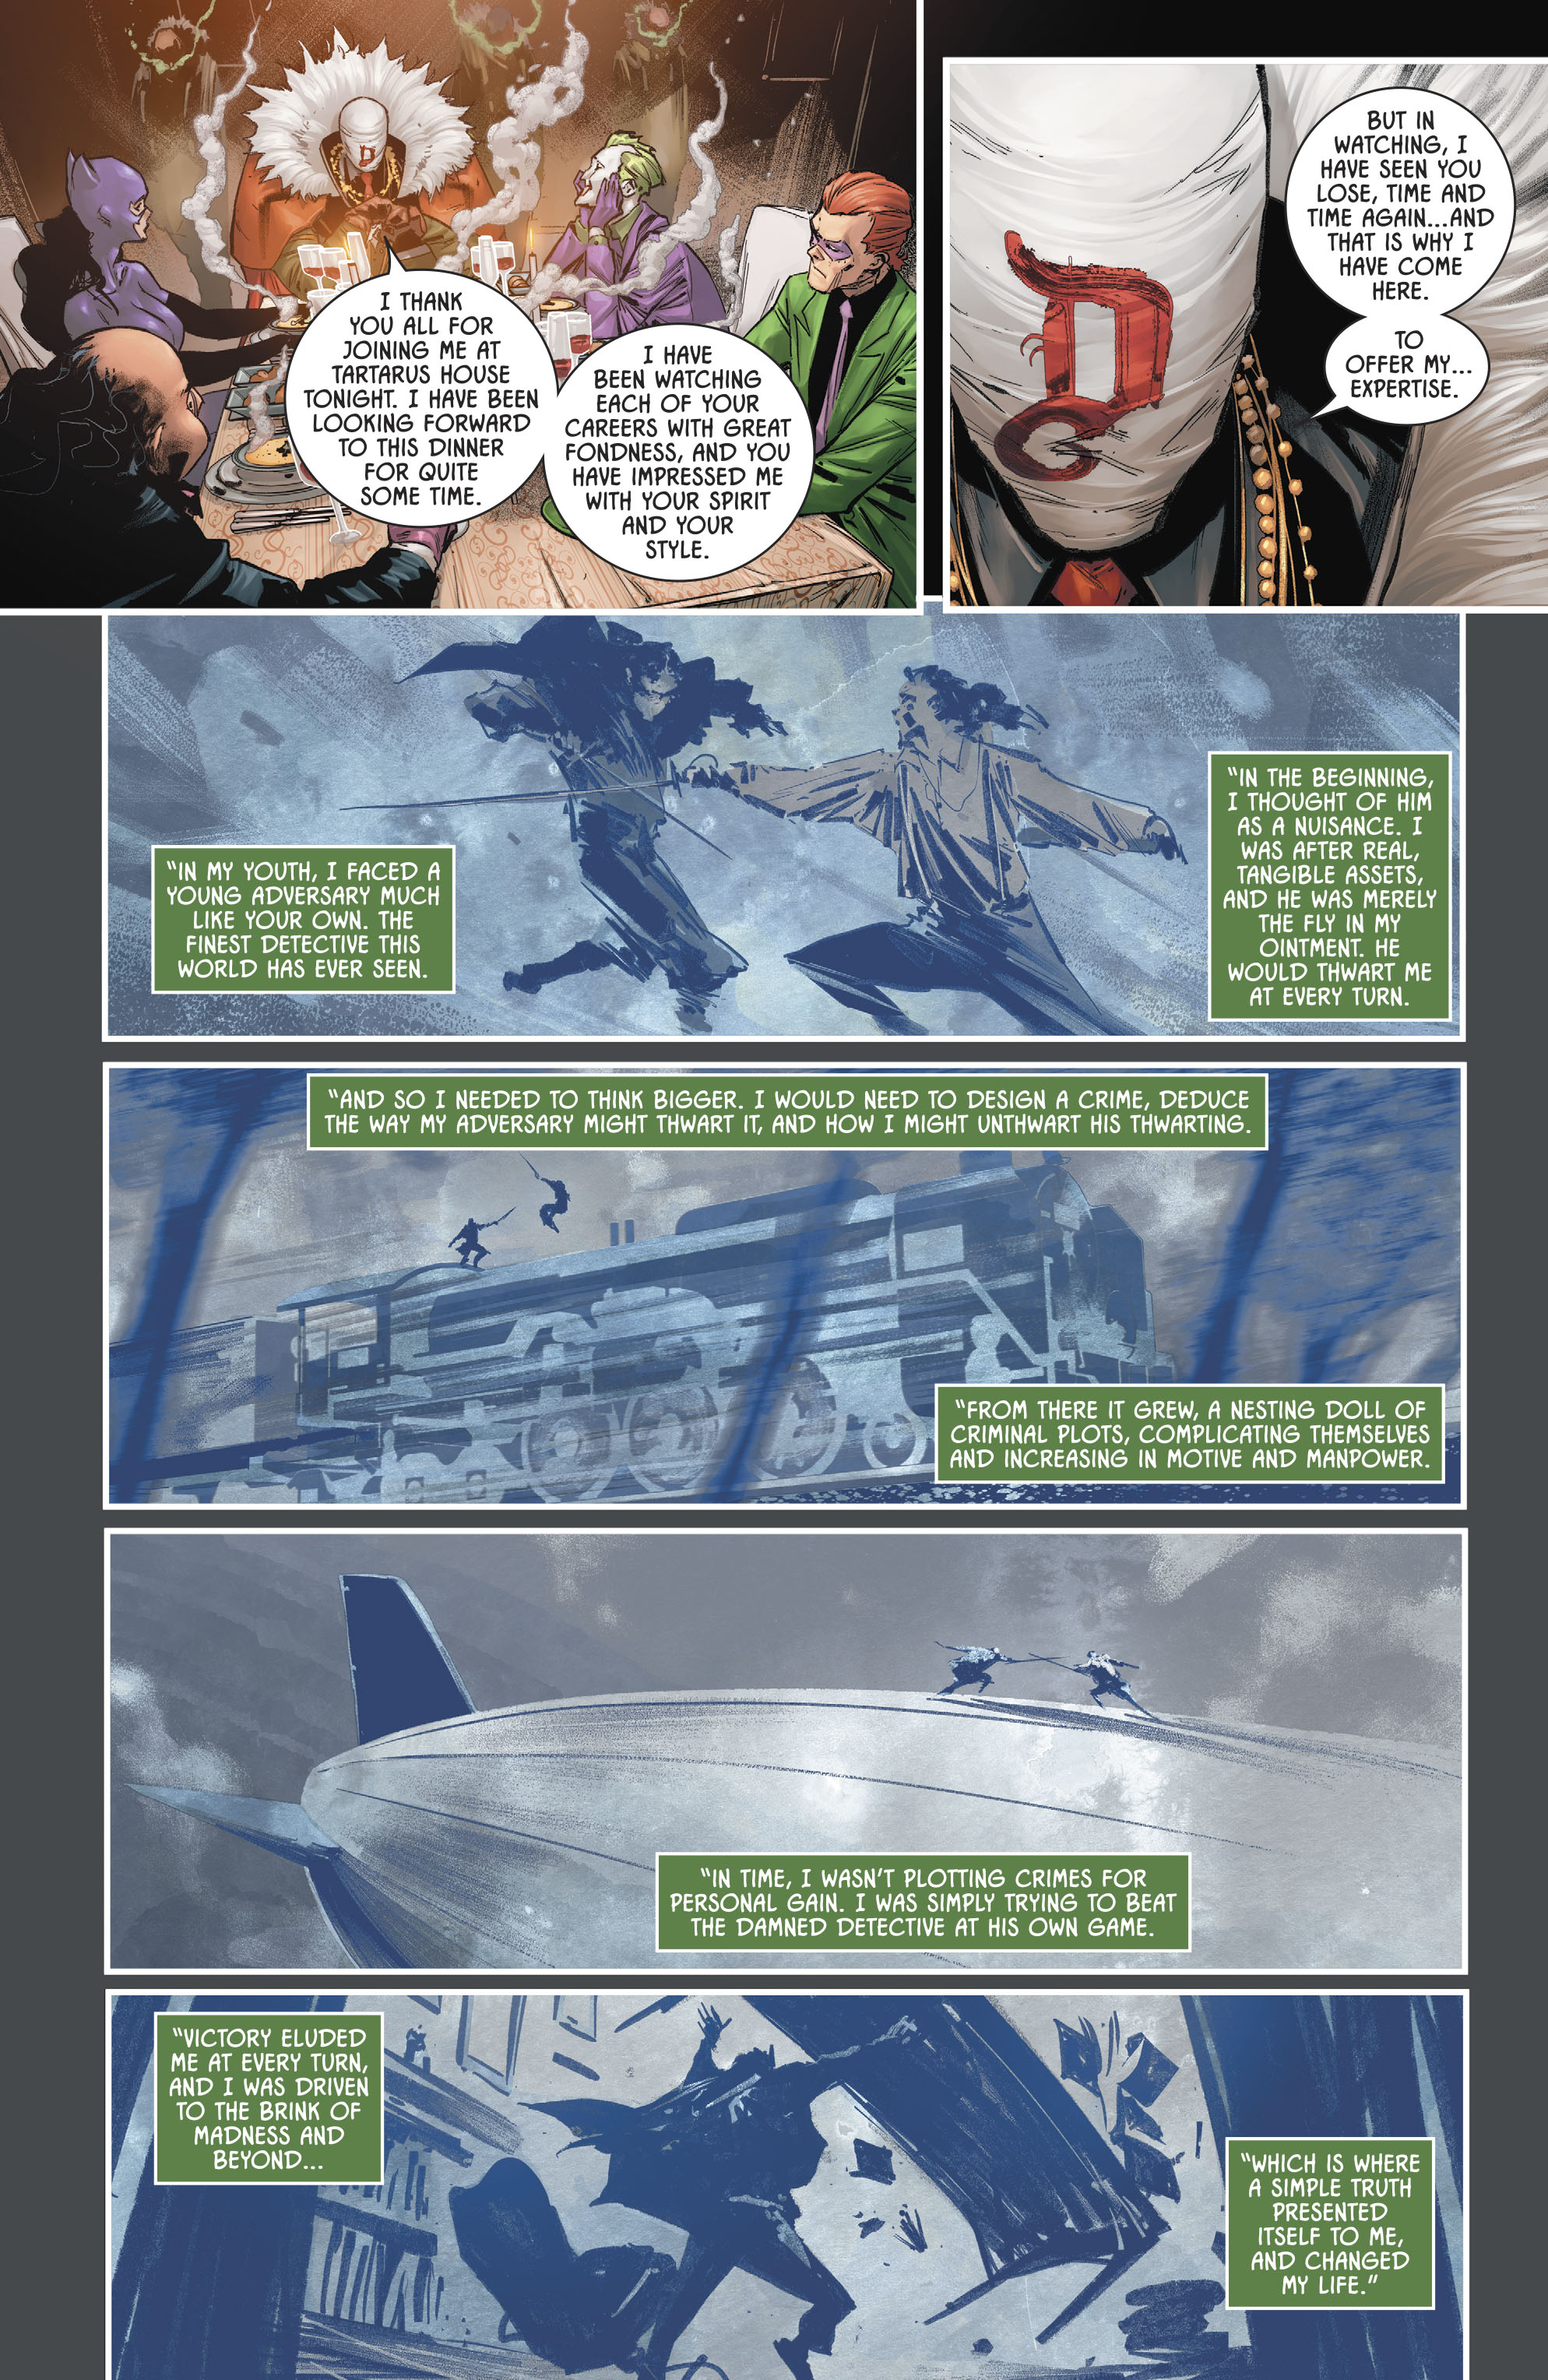 D
I THANK
YOU ALL FOR
JOINING ME AT
TARTARUS HOUSE
TONIGHT. I HAVE BEEN
LOOKING FORWARD
TO THIS DINNER
FOR QUITE
SOME TIME.
I HAVE
BEEN WATCHING
EACH OF YOUR
CAREERS WITH GREAT
FONDNESS, AND YOU
HAVE IMPRESSED ME
WITH YOUR SPIRIT
AND YOUR
STYLE.
D
BUT IN
WATCHING, I
HAVE SEEN YOU
LOSE, TIME AND
TIME AGAIN...AND
THAT IS WHY I
HAVE COME
HERE.
TO
OFFER MY...
EXPERTISE.
"IN MY YOUTH, I FACED A
YOUNG ADVERSARY MUCH
LIKE YOUR OWN. THE
FINEST DETECTIVE THIS
WORLD HAS EVER SEEN.
"IN THE BEGINNING,
I THOUGHT OF HIM
AS A NUISANCE. I
WAS AFTER REAL,
TANGIBLE ASSETS,
AND HE WAS MERELY
THE FLY IN MY
OINTMENT. HE
WOULD THWART ME
AT EVERY TURN.
"AND SO I NEEDED TO THINK BIGGER. I WOULD NEED TO DESIGN A CRIME, DEDUCE
THE WAY MY ADVERSARY MIGHT THWART IT, AND HOW I MIGHT UNTHWART HIS THWARTING.
"FROM THERE IT GREW, A NESTING DOLL OF
CRIMINAL PLOTS, COMPLICATING THEMSELVES
AND INCREASING IN MOTIVE AND MANPOWER.
"IN TIME, I WASN'T PLOTTING CRIMES FOR
PERSONAL GAIN. I WAS SIMPLY TRYING TO BEAT
THE DAMNED DETECTIVE AT HIS OWN GAME.
"VICTORY ELUDED
ME AT EVERY TURN,
AND I WAS DRIVEN
TO THE BRINK OF
MADNESS AND
BEYOND...
"WHICH IS WHERE
A SIMPLE TRUTH
PRESENTED
ITSELF TO ME,
AND CHANGED
MY LIFE."